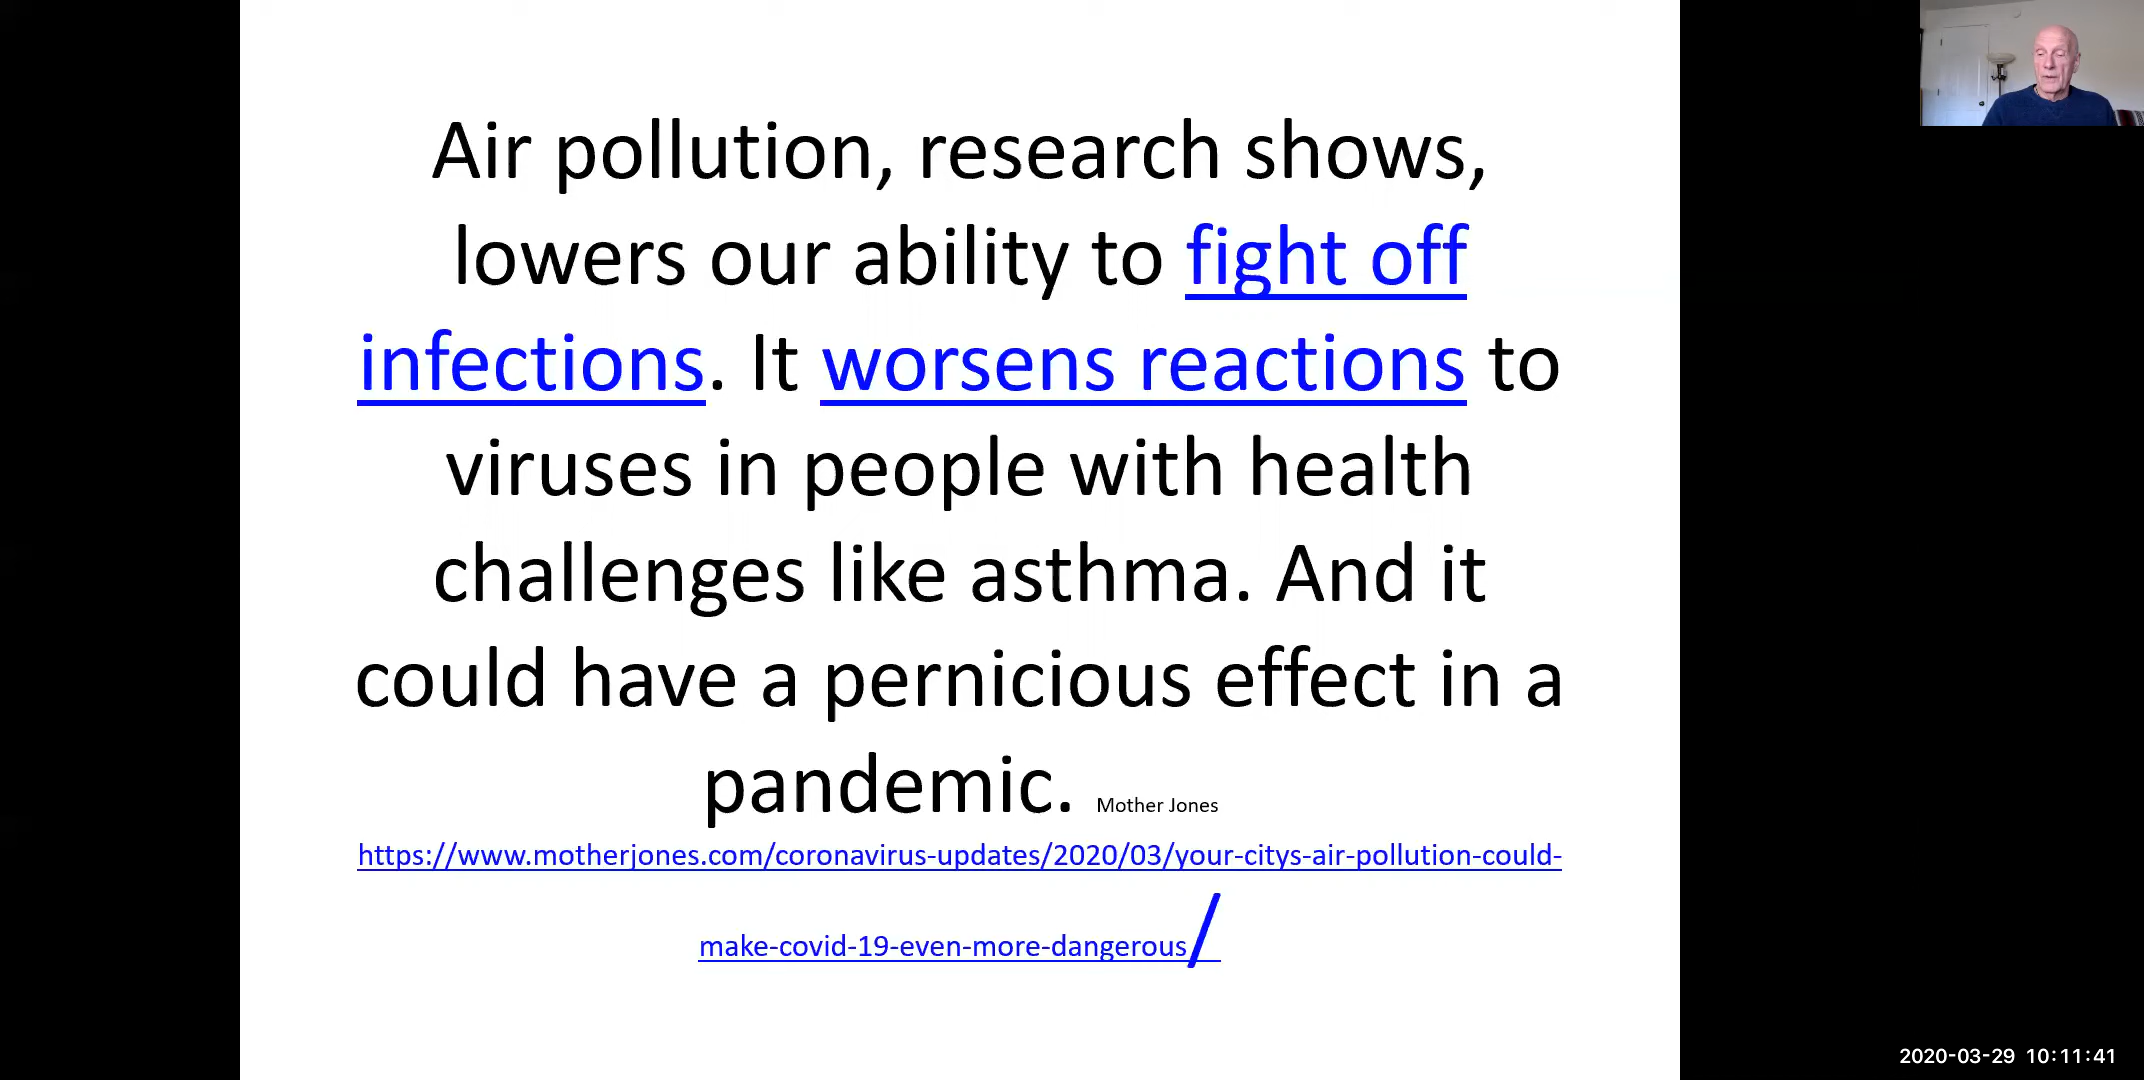 Air pollution, research shows,
lowers our ability to fight off
infections. It worsens reactions to
viruses in people with health
challenges like asthma. And it
could have a pernicious effect in a
pandemic. Mother Jones
https://www.motherjones.com/coronavirus-updates/2020/03/your-citys-air-pollution-could-
make-covid-19-even-more-dangerous/
2020-03-29 10:11:41